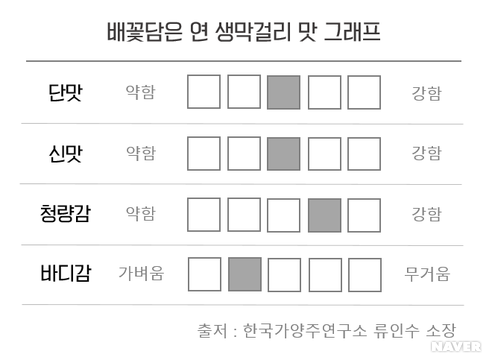 배꽃담은 연 생막걸리 맛 그래프
단맛 약함 강함
신맛 약함 강함
청량감 약함 강함
바디감 가벼움 무거움
출저 : 한국가양주연구소 류인수 소장
NAVER